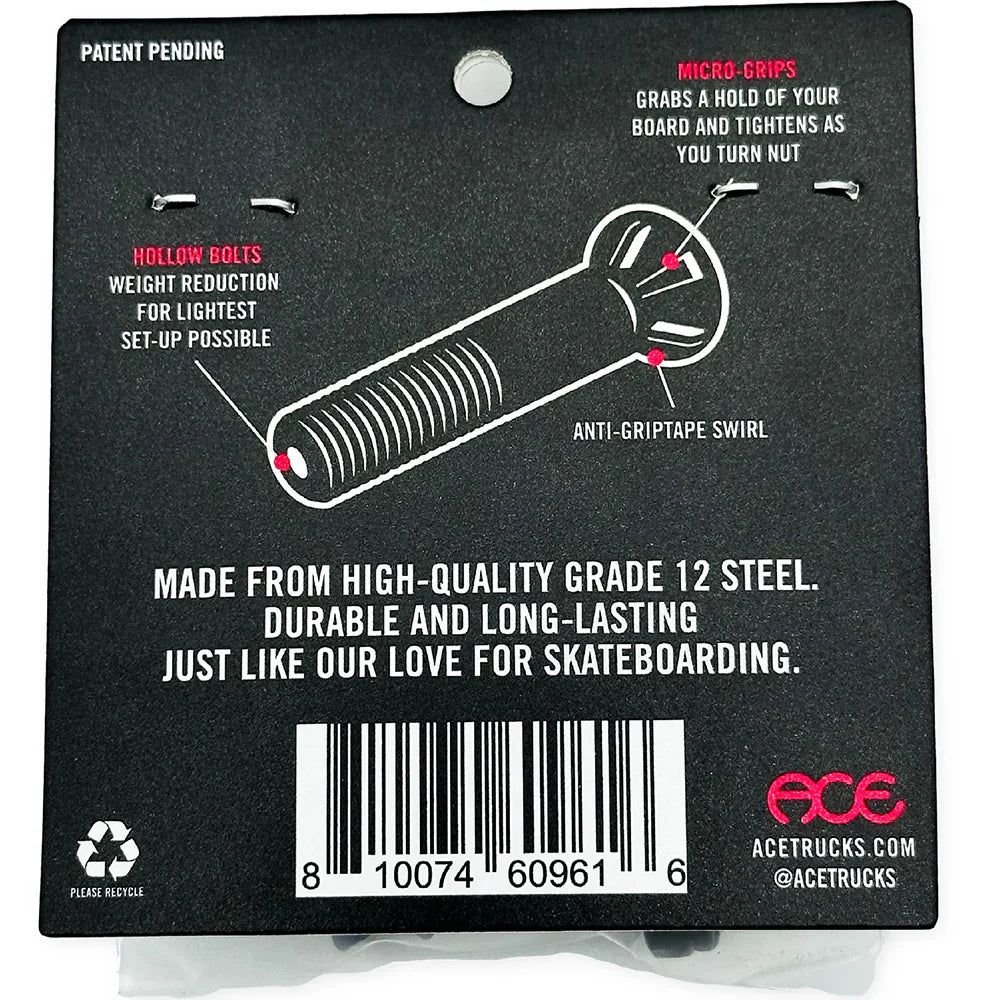 PATENT PENDING
MICRO-GRIPS
GRABS A HOLD OF YOUR
BOARD AND TIGHTENS AS
YOU TURN NUT
HOLLOW BOLTS
WEIGHT REDUCTION
FOR LIGHTEST
SET-UP POSSIBLE
ANTI-GRIPTAPE SWIRL
MADE FROM HIGH-QUALITY GRADE 12 STEEL.
DURABLE AND LONG-LASTING
JUST LIKE OUR LOVE FOR SKATEBOARDING.
8 10074 60961 6
PLEASE RECYCLE
ACE
ACETRUCKS.COM
@ACETRUCKS